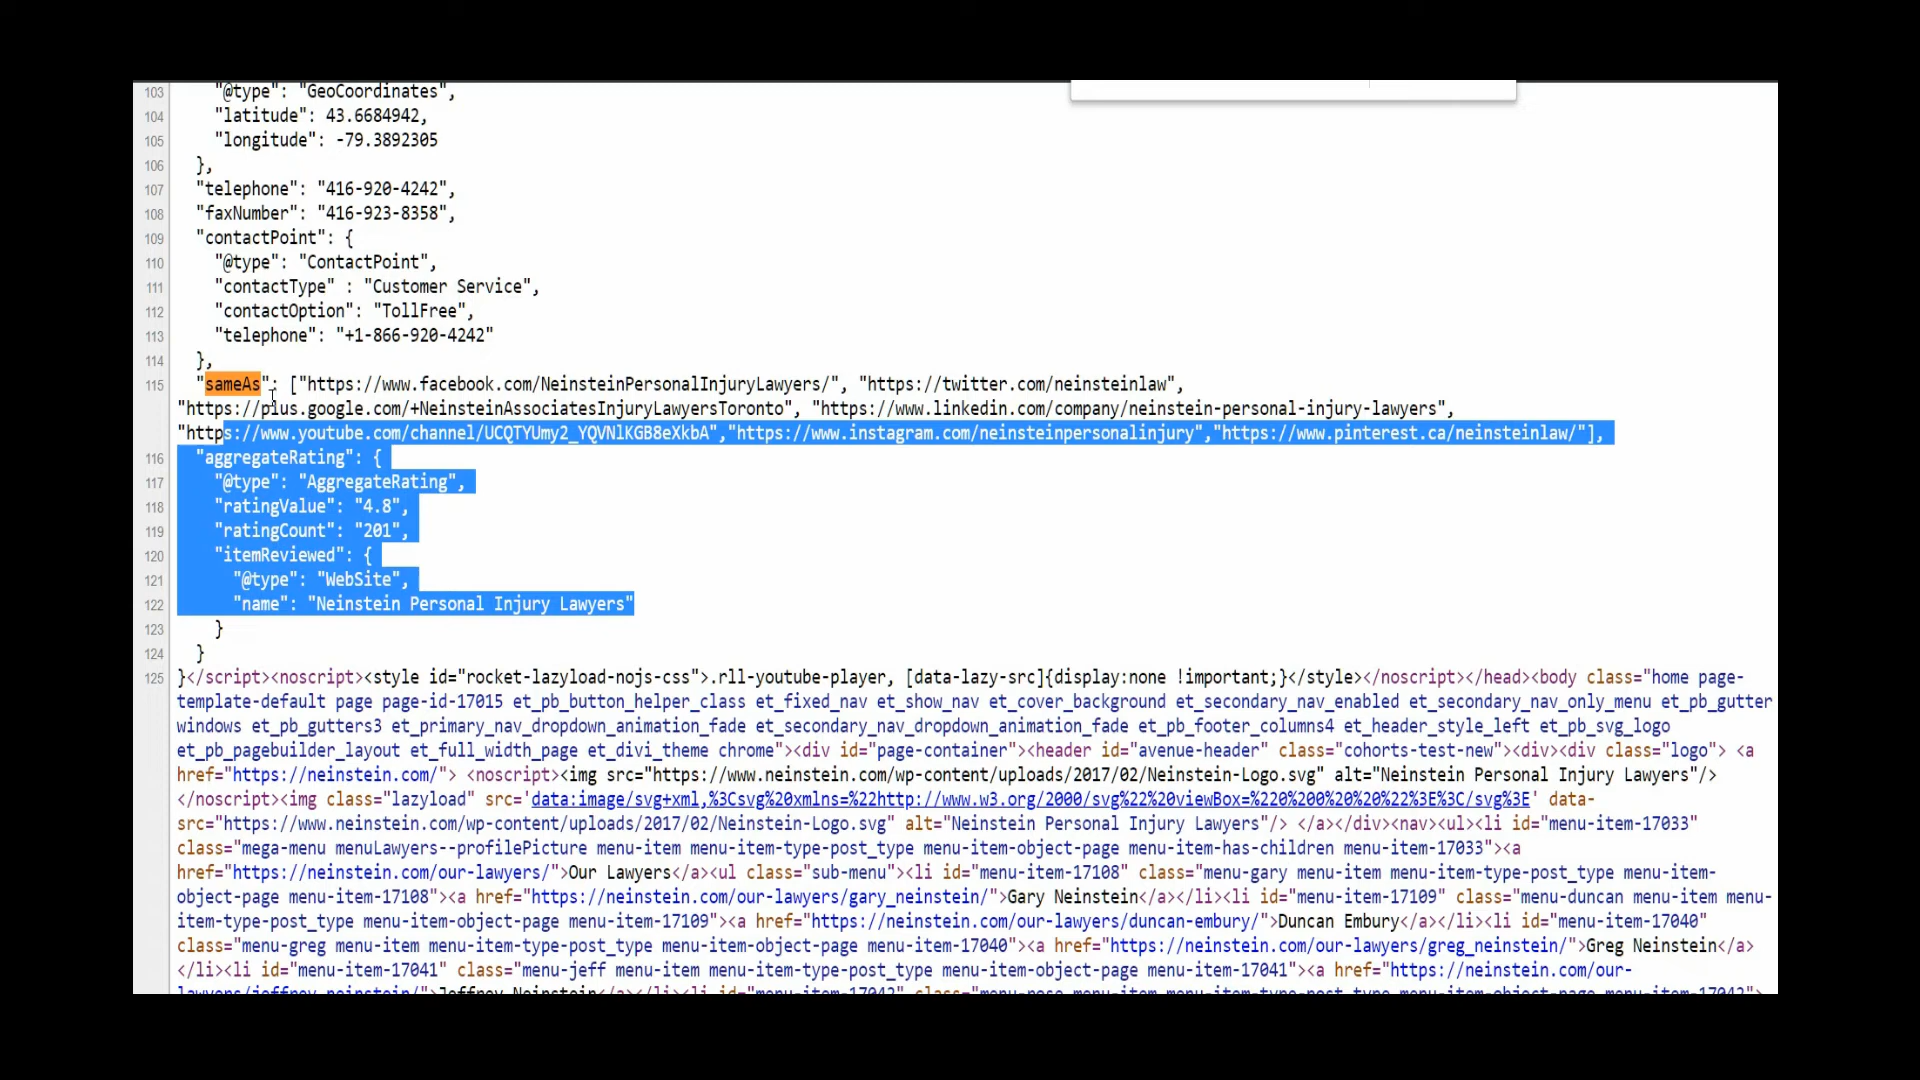 103 "@type": "GeoCoordinates",
104 "latitude": 43.6684942,
105 "longitude": -79.3892305
106 },
107 "telephone": "416-920-4242",
108 "faxNumber": "416-923-8358",
109 "contactPoint": {
110 "@type": "ContactPoint",
111 "contactType" : "Customer Service",
112 "contactOption": "TollFree",
113 "telephone": "+1-866-920-4242"
114 },
115 "sameAs": ["https://www.facebook.com/NeinsteinPersonalInjuryLawyers/", "https://twitter.com/neinsteinlaw",
"https://plus.google.com/+NeinsteinAssociatesInjuryLawyersToronto", "https://www.linkedin.com/company/neinstein-personal-injury-lawyers",
"https://www.youtube.com/channel/UCQTYUmy2_YQVNlKGB8eXkbA","https://www.instagram.com/neinsteinpersonalinjury","https://www.pinterest.ca/neinsteinlaw/"],
116 "aggregateRating": {
117 "@type": "AggregateRating",
118 "ratingValue": "4.8",
119 "ratingCount": "201",
120 "itemReviewed": {
121 "@type": "WebSite",
122 "name": "Neinstein Personal Injury Lawyers"
123 }
124 }
125 }</script><noscript><style id="rocket-lazyload-nojs-css">.rll-youtube-player, [data-lazy-src]{display:none !important;}</style></noscript></head><body class="home page-
template-default page page-id-17015 et_pb_button_helper_class et_fixed_nav et_show_nav et_cover_background et_secondary_nav_enabled et_secondary_nav_only_menu et_pb_gutter
windows et_pb_gutters3 et_primary_nav_dropdown_animation_fade et_secondary_nav_dropdown_animation_fade et_pb_footer_columns4 et_header_style_left et_pb_svg_logo
et_pb_pagebuilder_layout et_full_width_page et_divi_theme chrome"><div id="page-container"><header id="avenue-header" class="cohorts-test-new"><div><div class="logo"> <a
href="https://neinstein.com/"> <noscript><img src="https://www.neinstein.com/wp-content/uploads/2017/02/Neinstein-Logo.svg" alt="Neinstein Personal Injury Lawyers"/>
</noscript><img class="lazyload" src='data:image/svg+xml,%3Csvg%20xmlns=%22http://www.w3.org/2000/svg%22%20viewBox=%220%200%20%20%22%3E%3C/svg%3E' data-
src="https://www.neinstein.com/wp-content/uploads/2017/02/Neinstein-Logo.svg" alt="Neinstein Personal Injury Lawyers"/> </a></div><nav><ul><li id="menu-item-17033"
class="mega-menu menuLawyers--profilePicture menu-item menu-item-type-post_type menu-item-object-page menu-item-has-children menu-item-17033"><a
href="https://neinstein.com/our-lawyers/">Our Lawyers</a><ul class="sub-menu"><li id="menu-item-17108" class="menu-gary menu-item menu-item-type-post_type menu-item-
object-page menu-item-17108"><a href="https://neinstein.com/our-lawyers/gary_neinstein/">Gary Neinstein</a></li><li id="menu-item-17109" class="menu-duncan menu-item menu-
item-type-post_type menu-item-object-page menu-item-17109"><a href="https://neinstein.com/our-lawyers/duncan-embury/">Duncan Embury</a></li><li id="menu-item-17040"
class="menu-greg menu-item menu-item-type-post_type menu-item-object-page menu-item-17040"><a href="https://neinstein.com/our-lawyers/greg_neinstein/">Greg Neinstein</a>
</li><li id="menu-item-17041" class="menu-jeff menu-item menu-item-type-post_type menu-item-object-page menu-item-17041"><a href="https://neinstein.com/our-